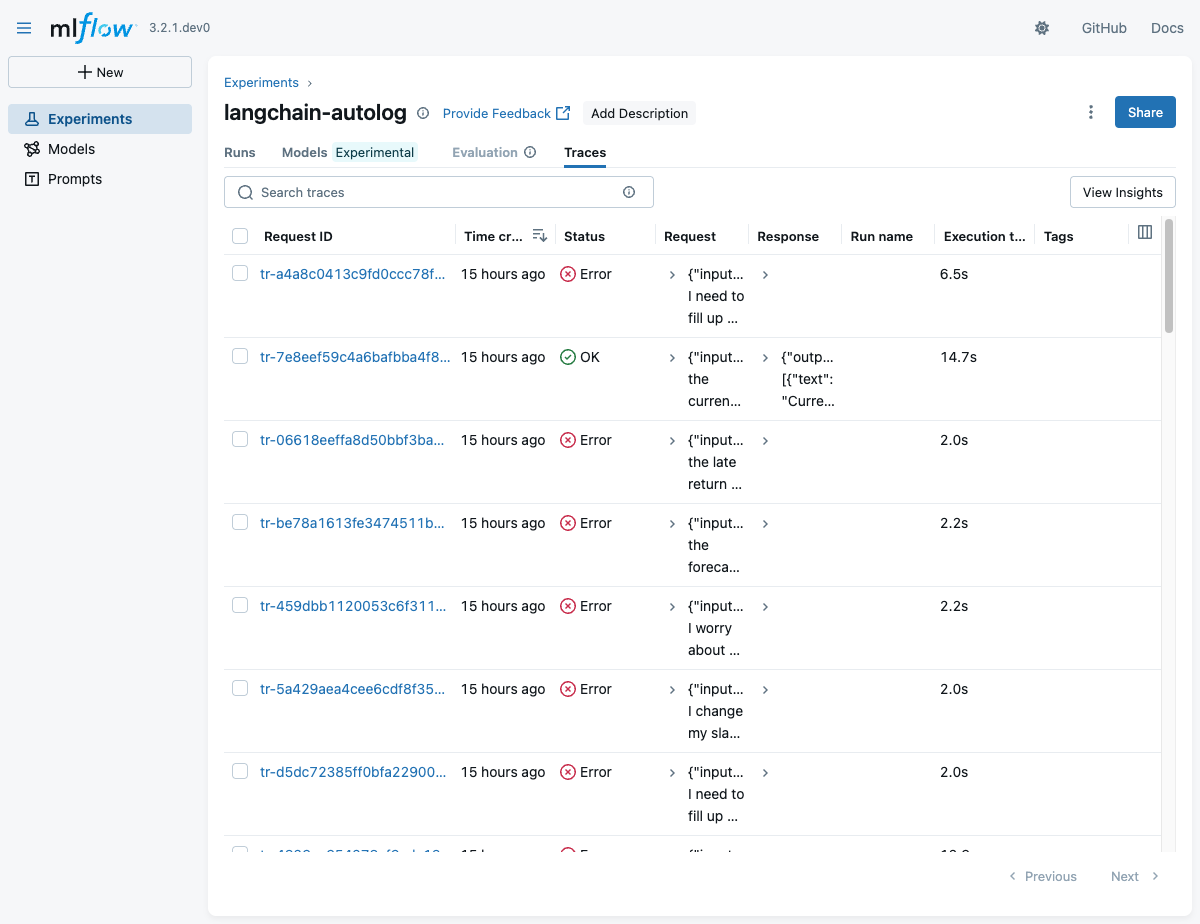 mlflow 3.2.1.dev0 GitHub Docs
New
Experiments
Models
Prompts
Experiments
langchain-autolog Provide Feedback Add Description Share
Runs Models Experimental Evaluation Traces
Search traces View Insights
Request ID Time cr... Status Request Response Run name Execution t... Tags
tr-a4a8c0413c9fd0ccc78f... 15 hours ago Error {"input... 6.5s
I need to
fill up ...
tr-7e8eef59c4a6bafbba4f8... 15 hours ago OK {"input... {"outp... 14.7s
the [{"text":
curren... "Curre...
tr-06618eeffa8d50bbf3ba... 15 hours ago Error {"input... 2.0s
the late
return ...
tr-be78a1613fe3474511b... 15 hours ago Error {"input... 2.2s
the
foreca...
tr-459dbb1120053c6f311... 15 hours ago Error {"input... 2.2s
I worry
about ...
tr-5a429aea4cee6cdf8f35... 15 hours ago Error {"input... 2.0s
I change
my sla...
tr-d5dc72385ff0bfa22900... 15 hours ago Error {"input... 2.0s
I need to
fill up ...
Previous Next